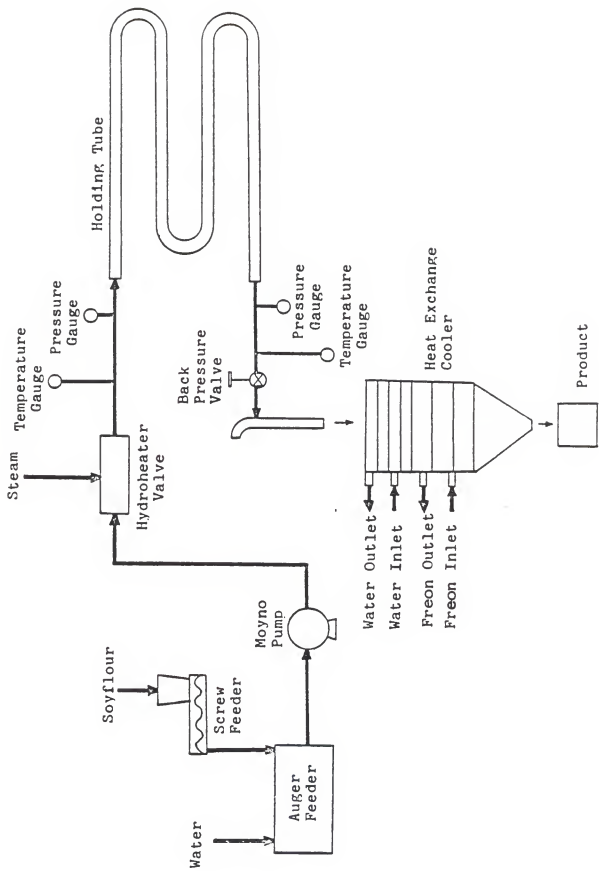 Water
Soyflour
Auger
Feeder
Screw
Feeder
Moyno
Pump
Steam
Hydroheater
Valve
Temperature
Gauge
Pressure
Gauge
Holding Tube
Back
Pressure
Valve
Pressure
Gauge
Temperature
Gauge
Water Outlet
Water Inlet
Freon Outlet
Freon Inlet
Heat Exchange
Cooler
Product